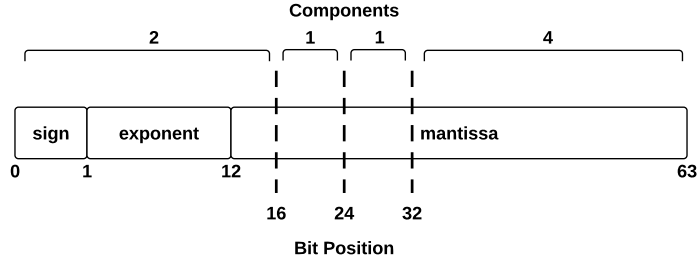 Components
2 1 1 4
sign exponent mantissa
0 1 12 63
16 24 32
Bit Position